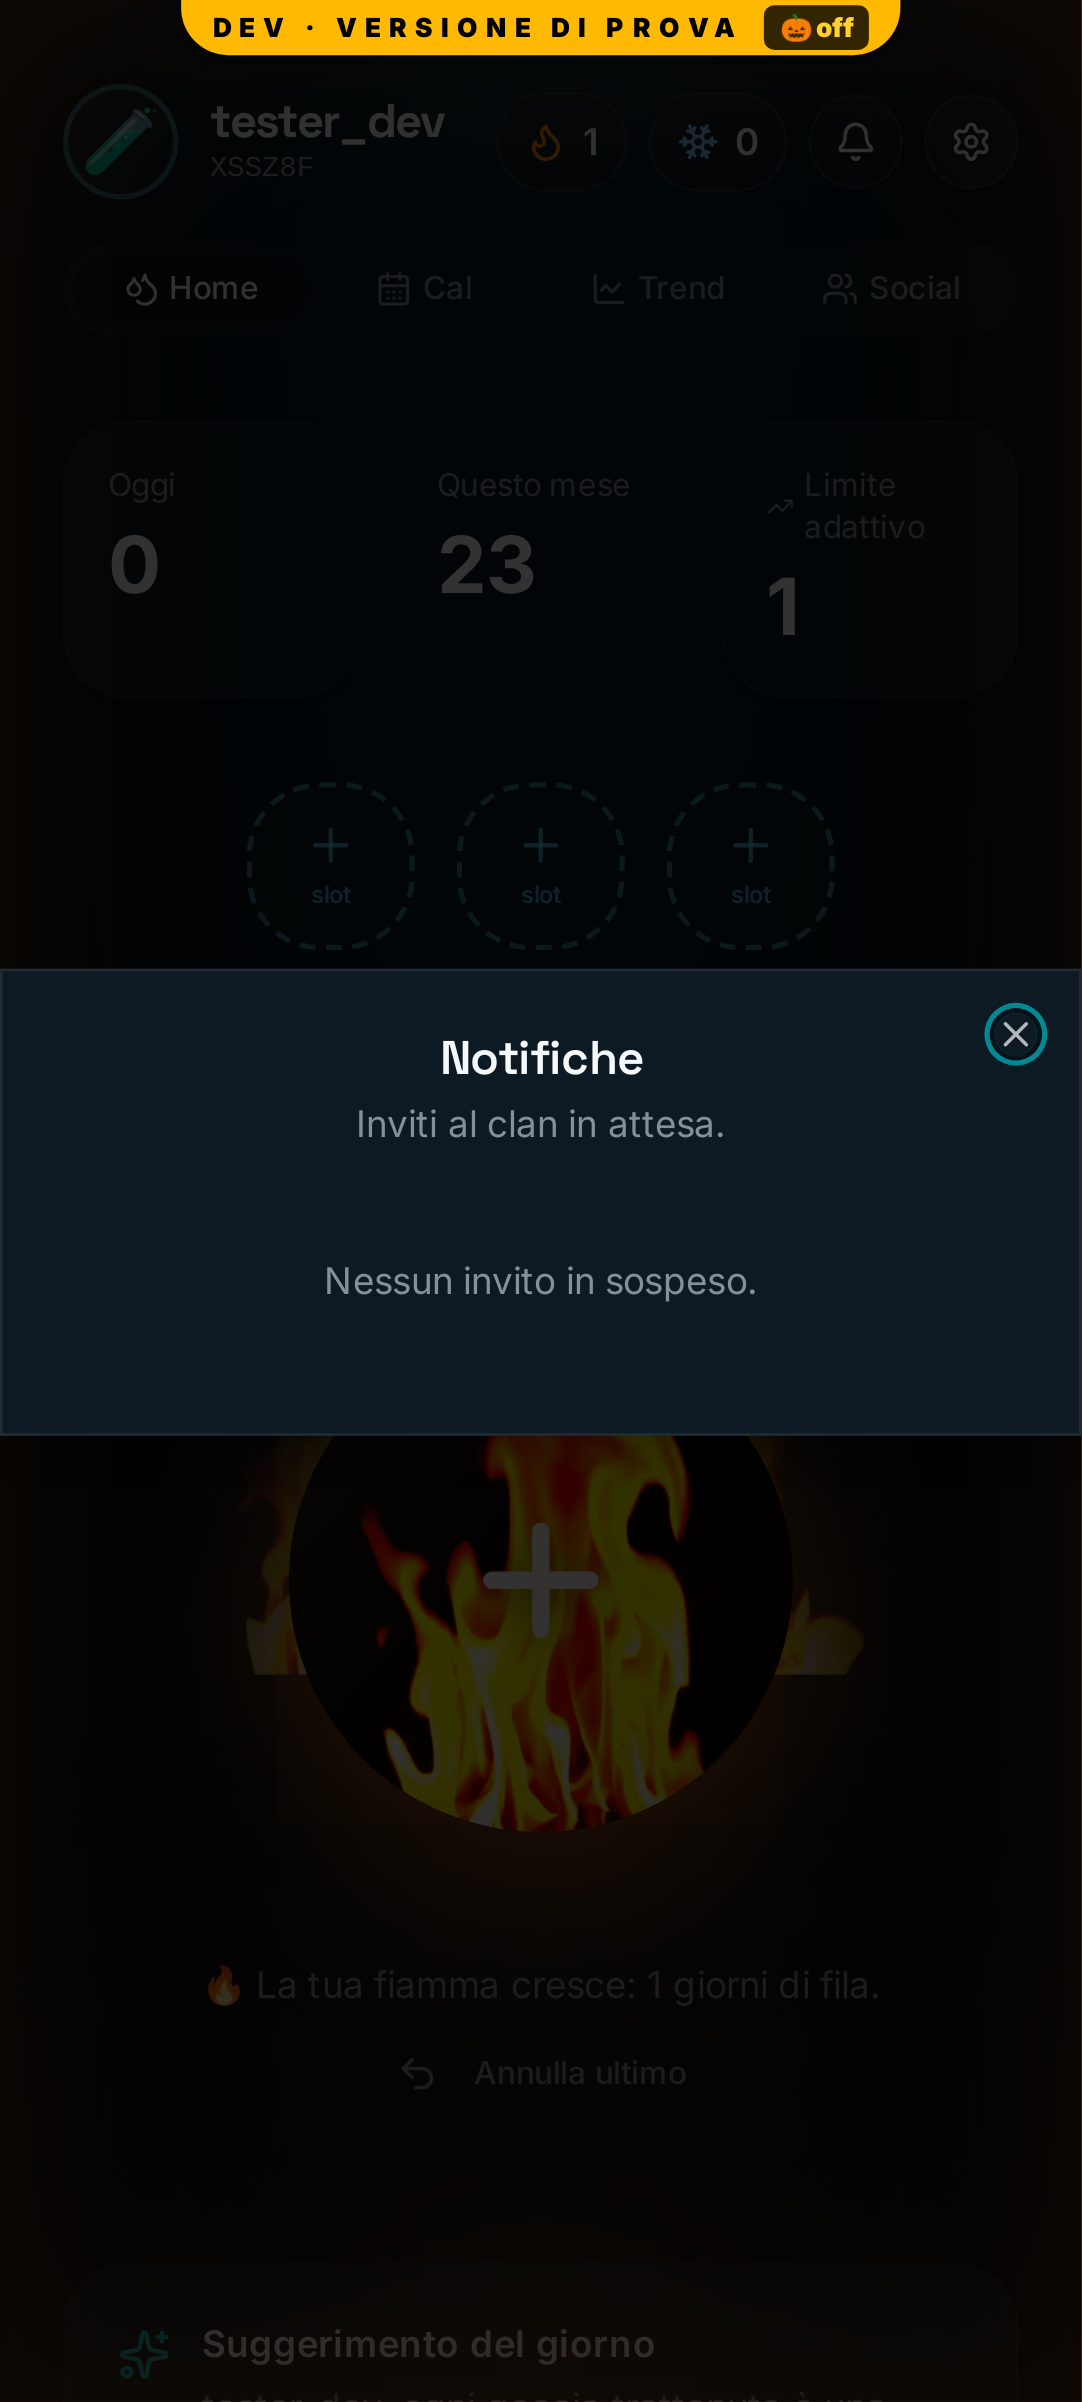 DEV · VERSIONE DI PROVA 🎃off
tester_dev
XSSZ8F
1
0
Home
Cal
Trend
Social
Oggi
0
Questo mese
23
Limite
adattivo
1
slot
slot
slot
Notifiche
Inviti al clan in attesa.
Nessun invito in sospeso.
🔥 La tua fiamma cresce: 1 giorni di fila.
Annulla ultimo
Suggerimento del giorno